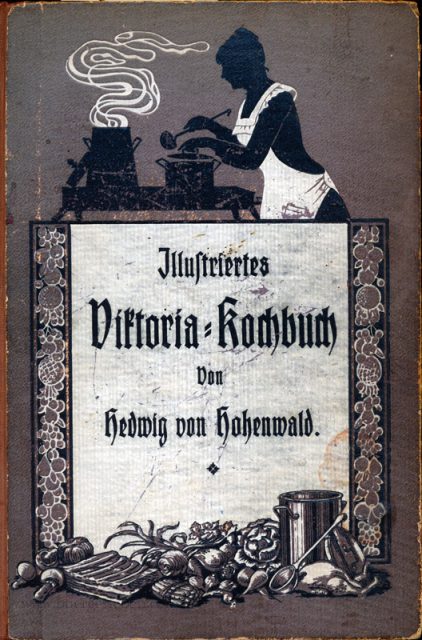 Illustriertes
Viktoria-Kochbuch
von
Hedwig von Hohenwald.